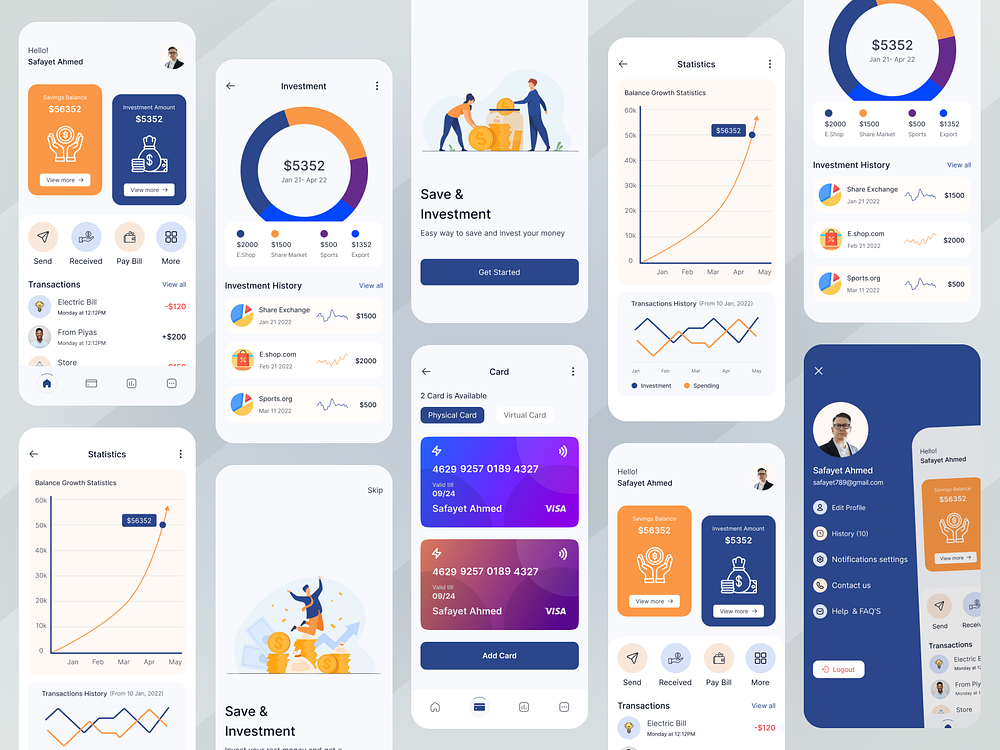 Hello!
Safayet Ahmed
Savings Balance
$56352
View more →
Investment Amount
$5352
View more →
Send
Received
Pay Bill
More
Transactions
View all
Electric Bill
Monday at 12:12PM
-$120
From Piyas
Monday at 12:12PM
+$200
Store
Statistics
Balance Growth Statistics
60k
50k
40k
30k
20k
10k
0
$56352
Jan Feb Mar Apr May
Transactions History (From 10 Jan, 2022)
Investment
$5352
Jan 21- Apr 22
$2000
E.Shop
$1500
Share Market
$500
Sports
$1352
Export
Investment History
View all
Share Exchange
Jan 21 2022
$1500
E.shop.com
Feb 21 2022
$2000
Sports.org
Mar 11 2022
$500
Skip
Save &
Investment
Save &
Investment
Easy way to save and invest your money
Get Started
Card
2 Card is Available
Physical Card
Virtual Card
4629 9257 0189 4327
Valid till
09/24
Safayet Ahmed
VISA
4629 9257 0189 4327
Valid till
09/24
Safayet Ahmed
VISA
Add Card
Statistics
Balance Growth Statistics
60k
50k
40k
30k
20k
10k
0
$56352
Jan Feb Mar Apr May
Transactions History (From 10 Jan, 2022)
Jan Feb Mar Apr May
Investment
Spending
Hello!
Safayet Ahmed
Savings Balance
$56352
View more →
Investment Amount
$5352
View more →
Send
Received
Pay Bill
More
Transactions
View all
Electric Bill
Monday at 12:12PM
-$120
$5352
Jan 21- Apr 22
$2000
E.Shop
$1500
Share Market
$500
Sports
$1352
Export
Investment History
View all
Share Exchange
Jan 21 2022
$1500
E.shop.com
Feb 21 2022
$2000
Sports.org
Mar 11 2022
$500
Safayet Ahmed
safayet789@gmail.com
Edit Profile
History (10)
Notifications settings
Contact us
Help & FAQ'S
Logout
Hello!
Safayet Ahmed
Savings Balance
$56352
View more →
Send
Transactions
Store